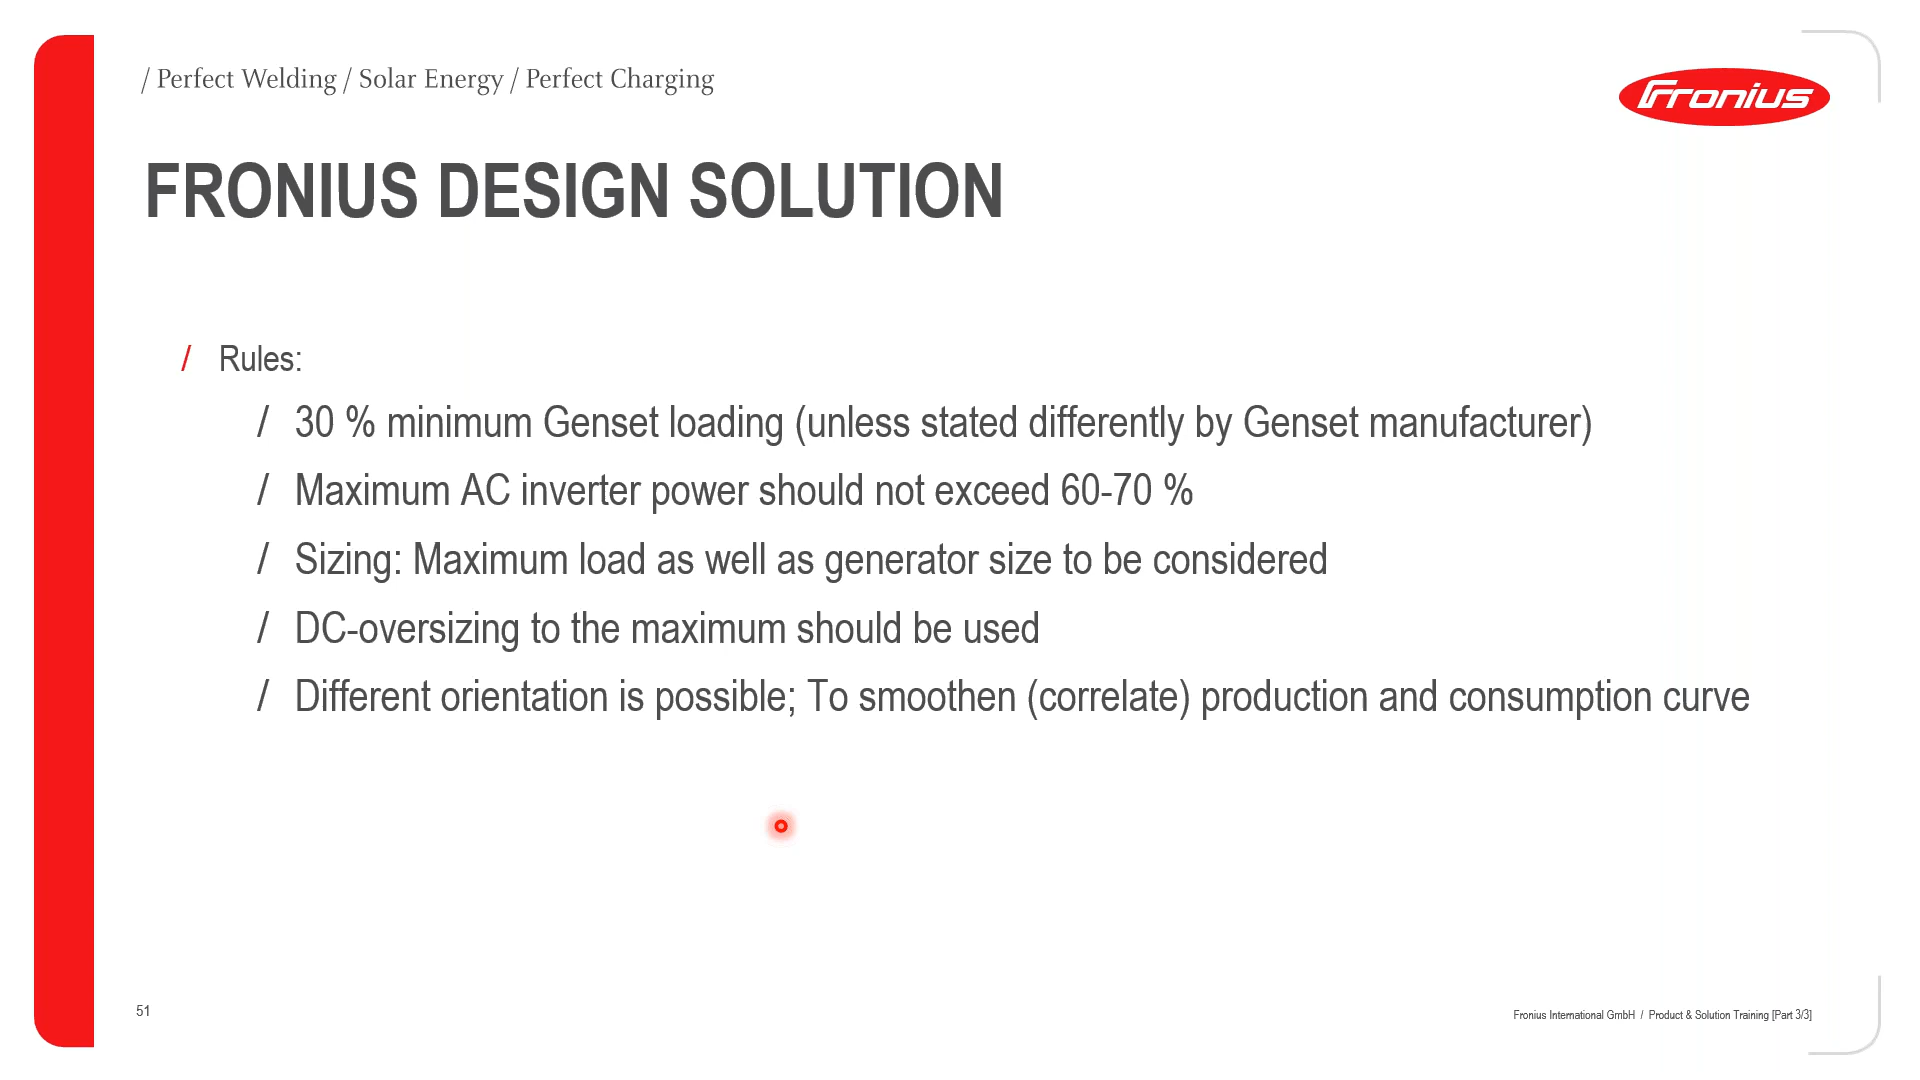 / Perfect Welding / Solar Energy / Perfect Charging
Fronius
FRONIUS DESIGN SOLUTION
/ Rules:
/ 30 % minimum Genset loading (unless stated differently by Genset manufacturer)
/ Maximum AC inverter power should not exceed 60-70 %
/ Sizing: Maximum load as well as generator size to be considered
/ DC-oversizing to the maximum should be used
/ Different orientation is possible; To smoothen (correlate) production and consumption curve
51
Fronius International GmbH / Product & Solution Training [Part 3/3]